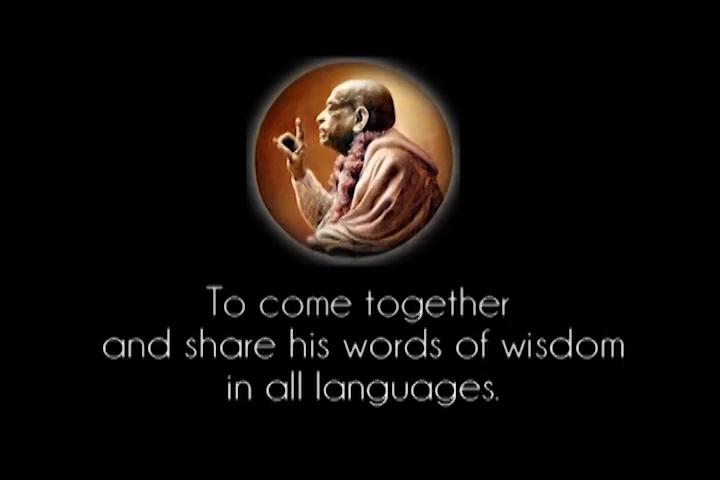 To come together
and share his words of wisdom
in all languages.